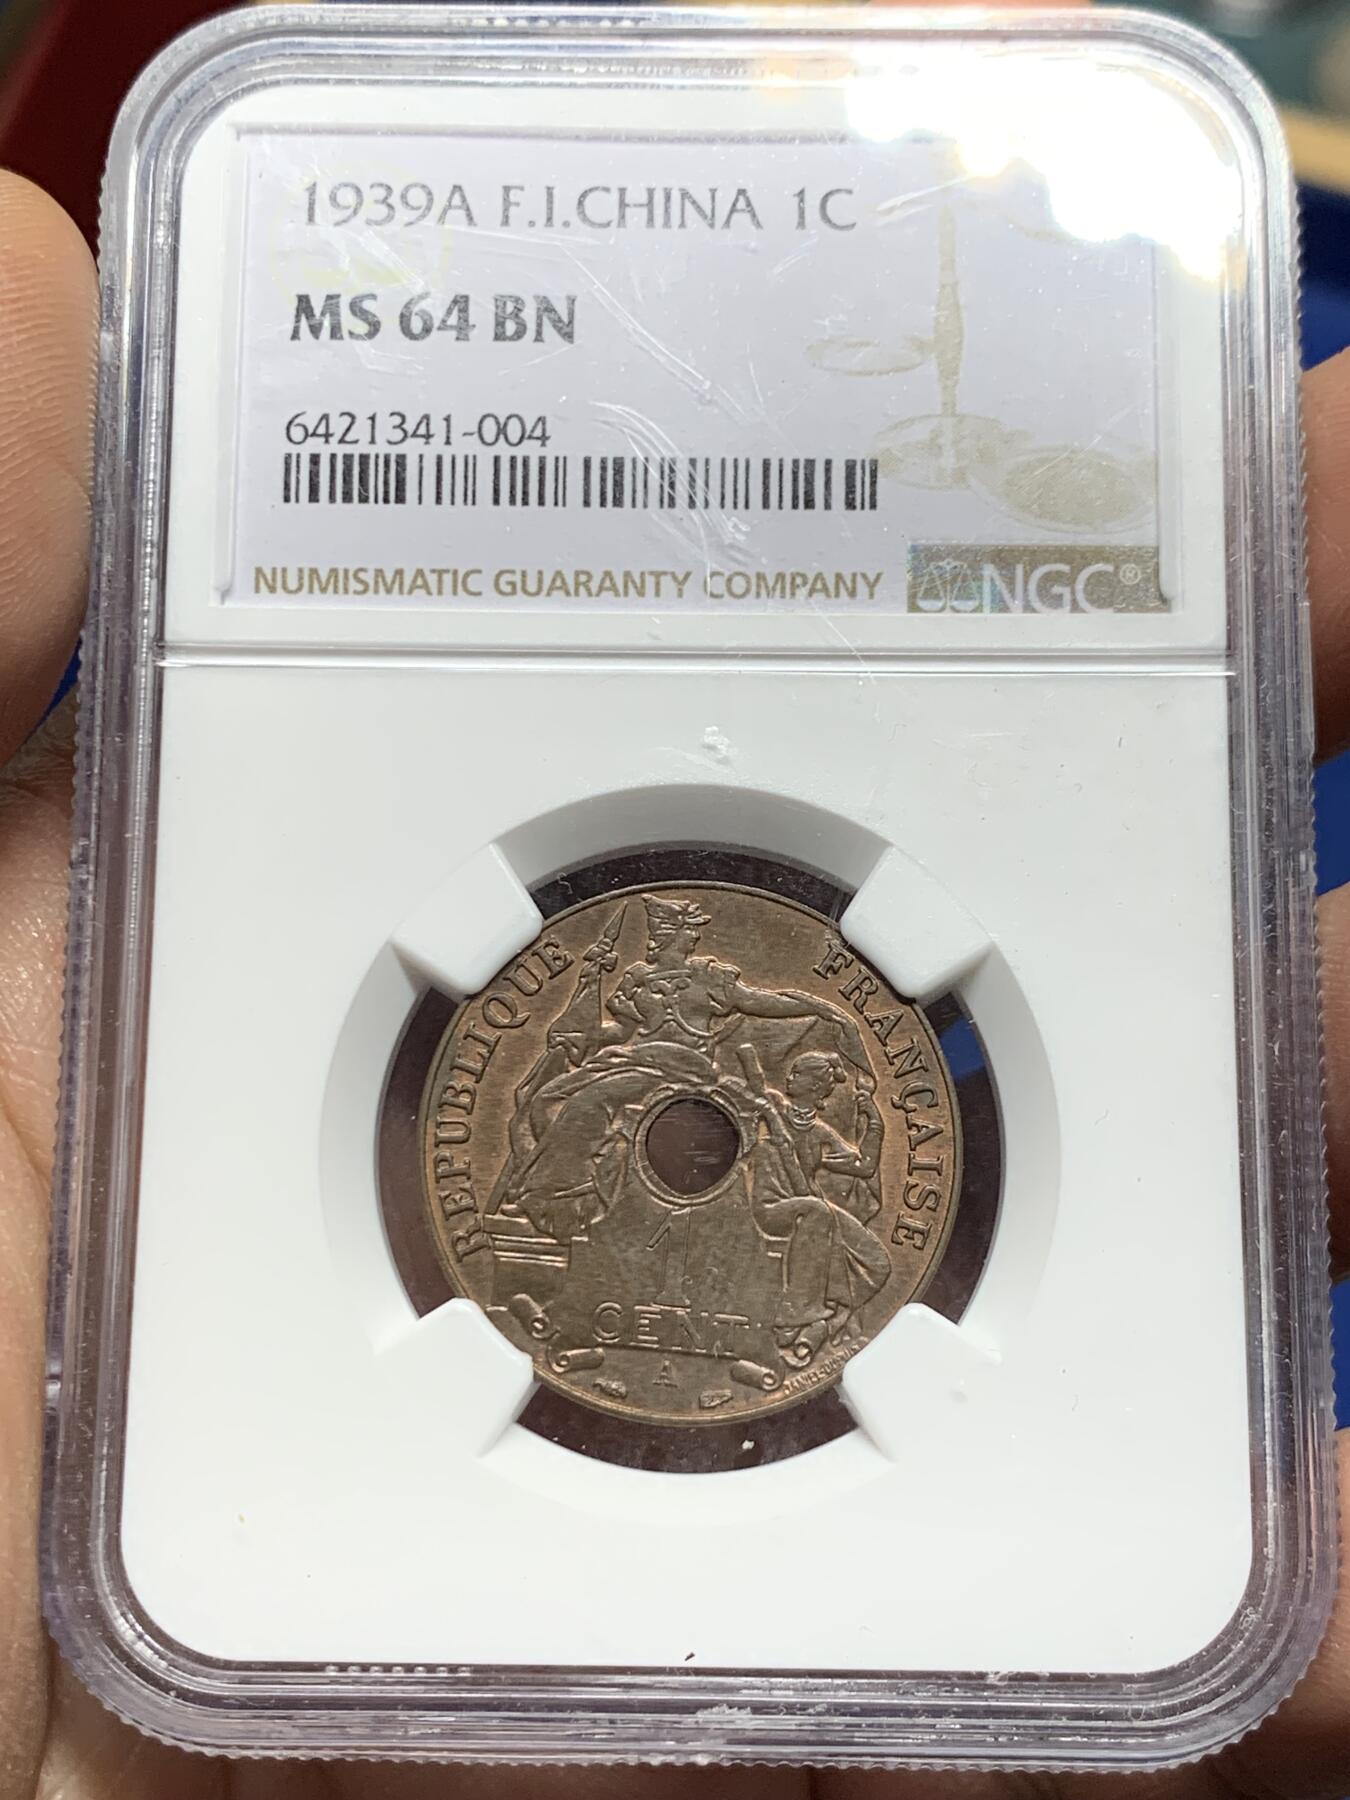 1939A F.I.CHINA 1C
MS 64 BN
6421341-004
NUMISMATIC GUARANTY COMPANY
NGC®
REPUBLIQUE FRANÇAISE
1
CENT
A